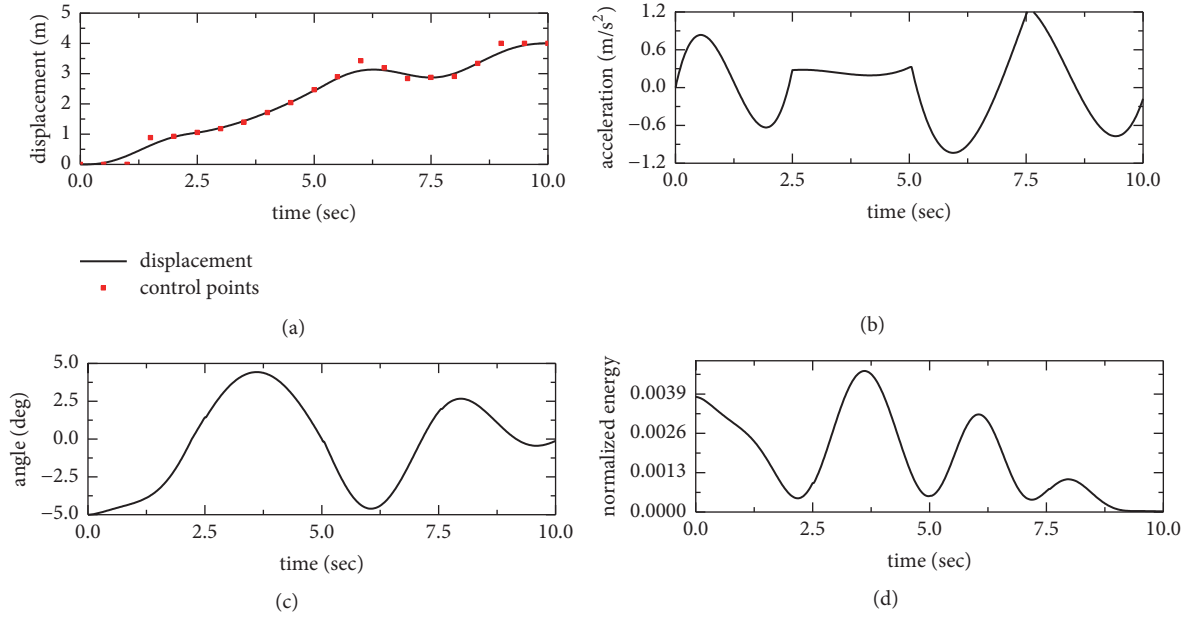 5
4
3
2
1
0
displacement (m)
0.0 2.5 5.0 7.5 10.0
time (sec)
displacement
control points
(a)
1.2
0.6
0.0
−0.6
−1.2
acceleration (m/s²)
0.0 2.5 5.0 7.5 10.0
time (sec)
(b)
5.0
2.5
0.0
−2.5
−5.0
angle (deg)
0.0 2.5 5.0 7.5 10.0
time (sec)
(c)
0.0039
0.0026
0.0013
0.0000
normalized energy
0.0 2.5 5.0 7.5 10.0
time (sec)
(d)